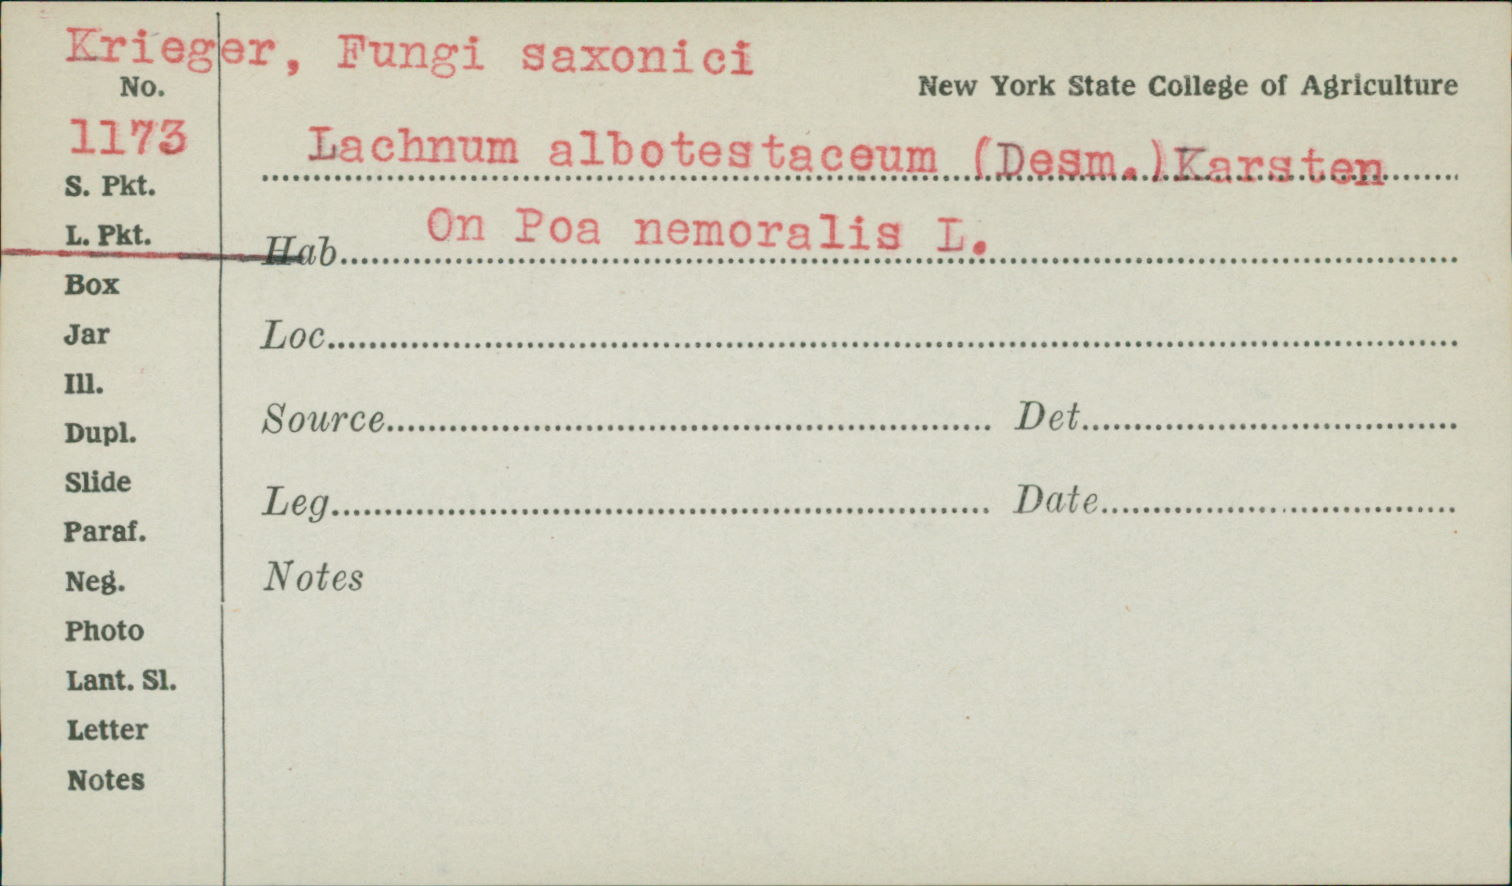 Krieger, Fungi saxonici
No.
New York State College of Agriculture
1173
Lachnum albotestaceum (Desm.)Karsten
S. Pkt.
L. Pkt.
Hab. On Poa nemoralis L.
Box
Jar
Loc.
Ill.
Source Det.
Dupl.
Slide
Leg. Date
Paraf.
Neg.
Notes
Photo
Lant. Sl.
Letter
Notes